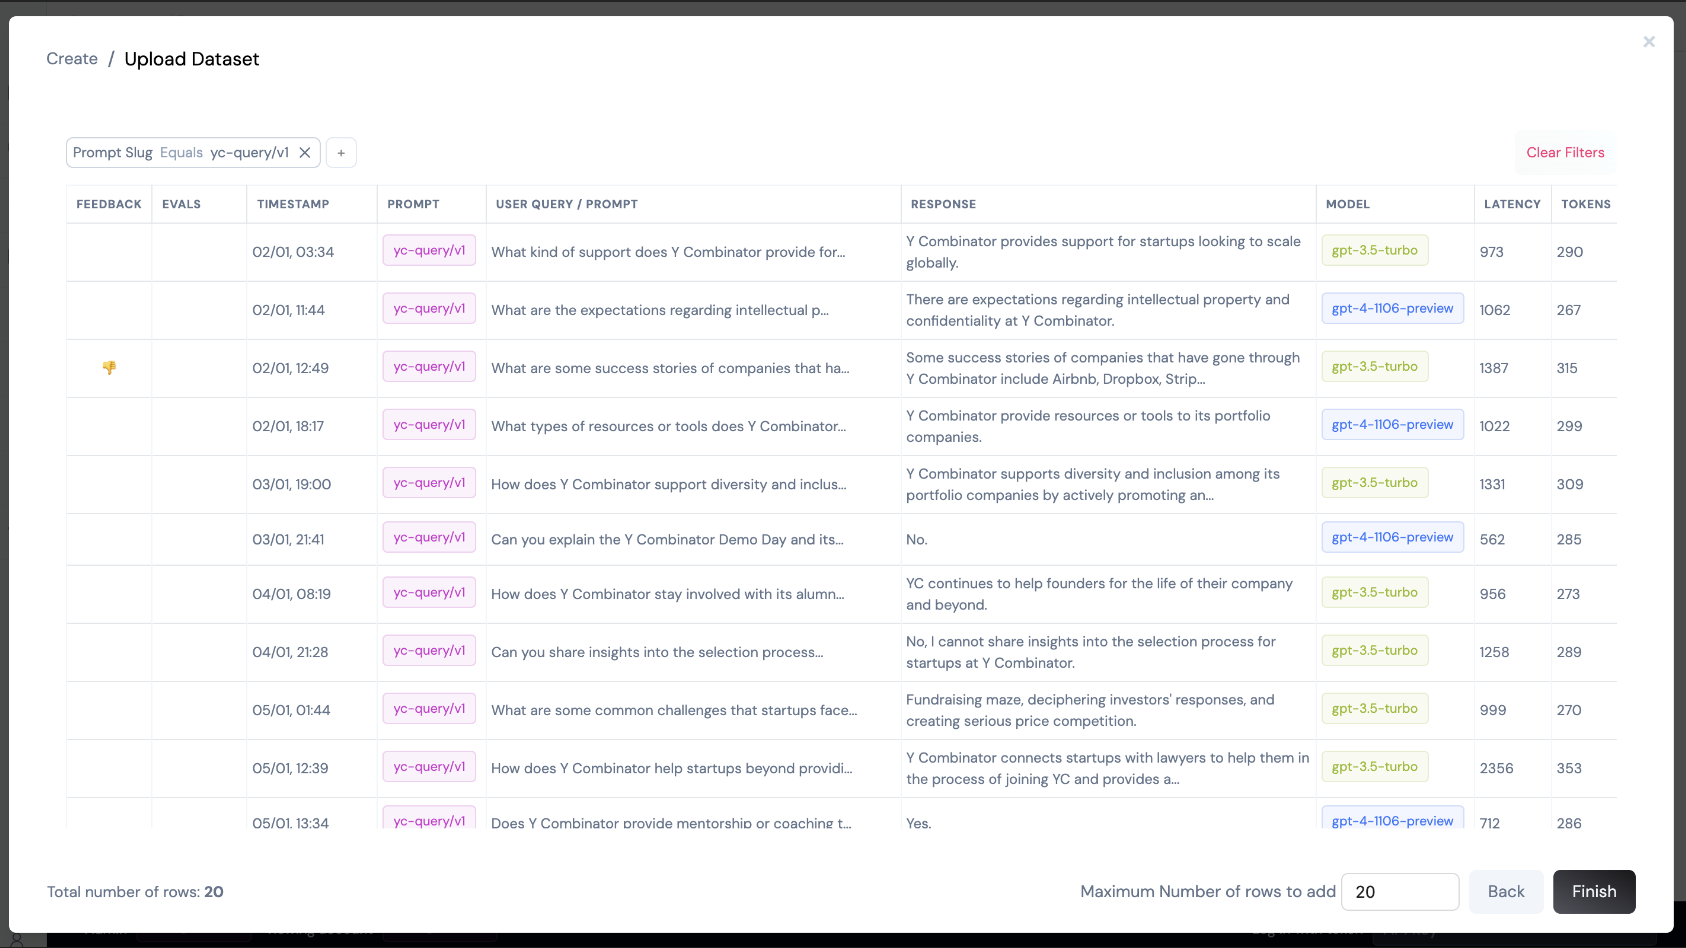 Create / Upload Dataset
Prompt Slug Equals yc-query/v1
+
Clear Filters
FEEDBACK EVALS TIMESTAMP PROMPT USER QUERY / PROMPT RESPONSE MODEL LATENCY TOKENS
02/01, 03:34 yc-query/v1 What kind of support does Y Combinator provide for... Y Combinator provides support for startups looking to scale
globally. gpt-3.5-turbo 973 290
02/01, 11:44 yc-query/v1 What are the expectations regarding intellectual p... There are expectations regarding intellectual property and
confidentiality at Y Combinator. gpt-4-1106-preview 1062 267
02/01, 12:49 yc-query/v1 What are some success stories of companies that ha... Some success stories of companies that have gone through
Y Combinator include Airbnb, Dropbox, Strip... gpt-3.5-turbo 1387 315
02/01, 18:17 yc-query/v1 What types of resources or tools does Y Combinator... Y Combinator provide resources or tools to its portfolio
companies. gpt-4-1106-preview 1022 299
03/01, 19:00 yc-query/v1 How does Y Combinator support diversity and inclus... Y Combinator supports diversity and inclusion among its
portfolio companies by actively promoting an... gpt-3.5-turbo 1331 309
03/01, 21:41 yc-query/v1 Can you explain the Y Combinator Demo Day and its... No. gpt-4-1106-preview 562 285
04/01, 08:19 yc-query/v1 How does Y Combinator stay involved with its alumn... YC continues to help founders for the life of their company
and beyond. gpt-3.5-turbo 956 273
04/01, 21:28 yc-query/v1 Can you share insights into the selection process... No, I cannot share insights into the selection process for
startups at Y Combinator. gpt-3.5-turbo 1258 289
05/01, 01:44 yc-query/v1 What are some common challenges that startups face... Fundraising maze, deciphering investors' responses, and
creating serious price competition. gpt-3.5-turbo 999 270
05/01, 12:39 yc-query/v1 How does Y Combinator help startups beyond providi... Y Combinator connects startups with lawyers to help them in
the process of joining YC and provides a... gpt-3.5-turbo 2356 353
05/01, 13:34 yc-query/v1 Does Y Combinator provide mentorship or coaching t... Yes. gpt-4-1106-preview 712 286
Total number of rows: 20
Maximum Number of rows to add 20
Back
Finish